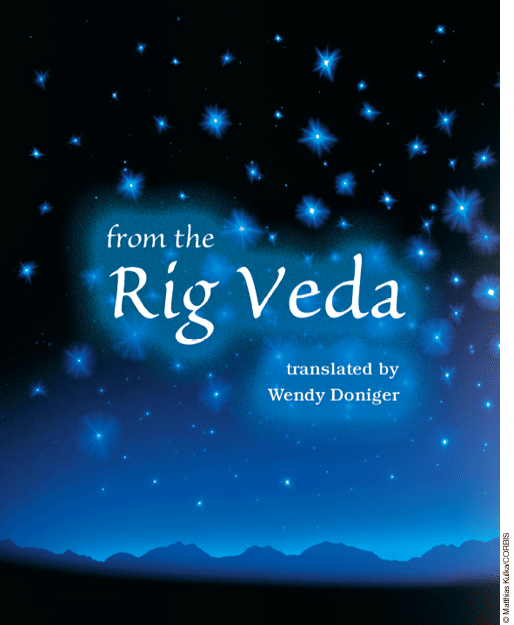 from the
Rig Veda
translated by
Wendy Doniger
© Matthias Kulka/CORBIS